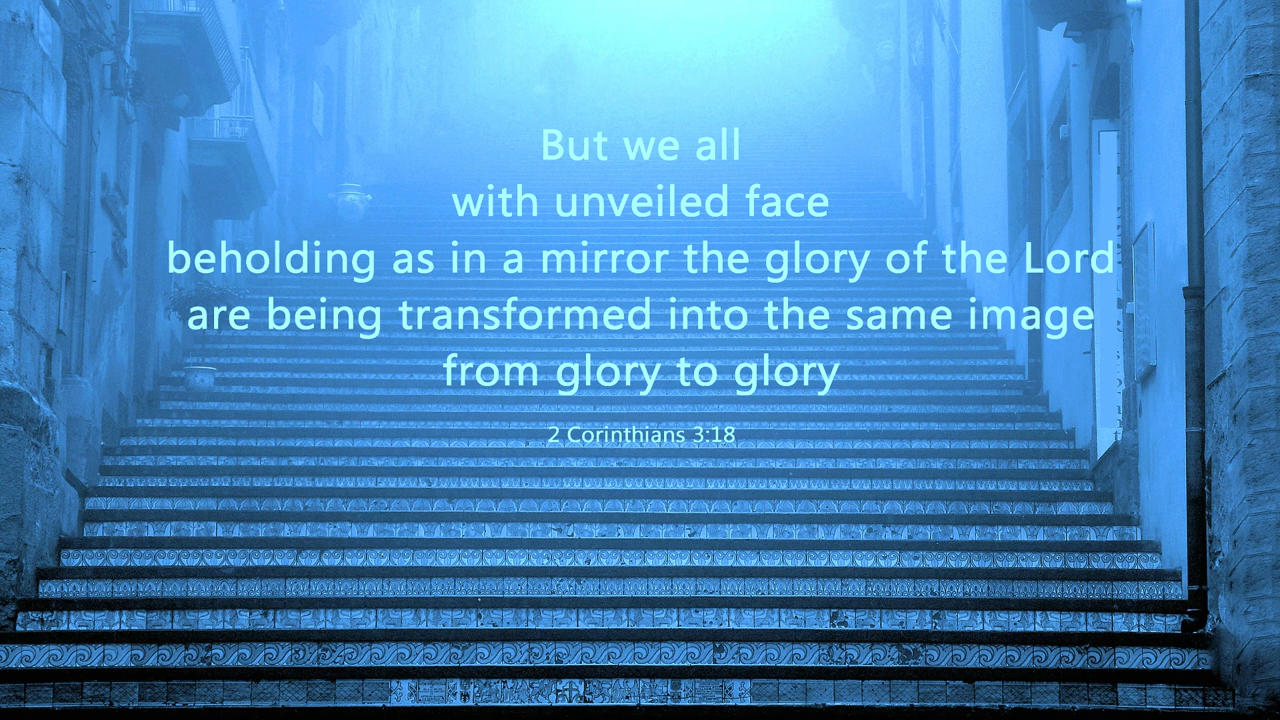 But we all
with unveiled face
beholding as in a mirror the glory of the Lord
are being transformed into the same image
from glory to glory
2 Corinthians 3:18